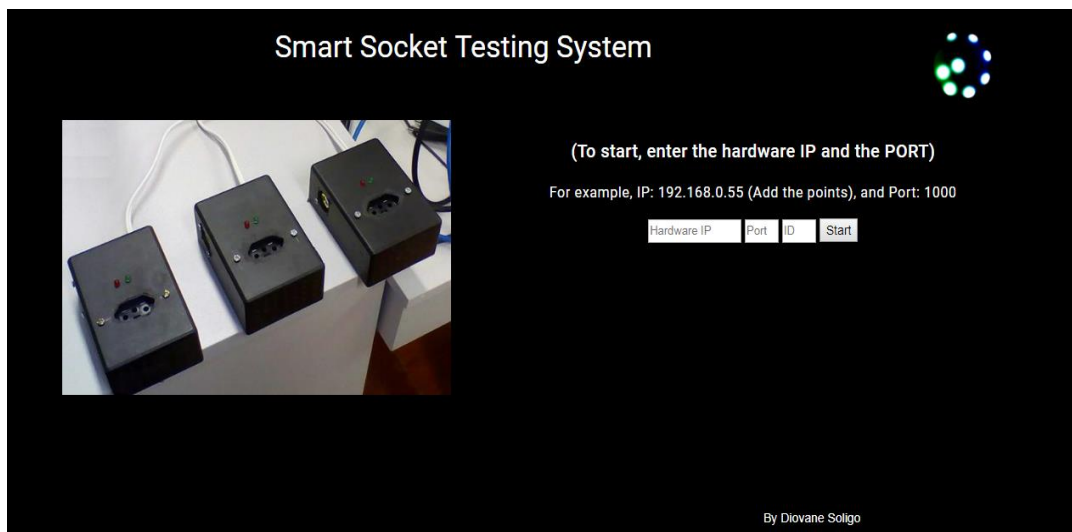 Smart Socket Testing System
(To start, enter the hardware IP and the PORT)
For example, IP: 192.168.0.55 (Add the points), and Port: 1000
Hardware IP Port ID Start
By Diovane Soligo